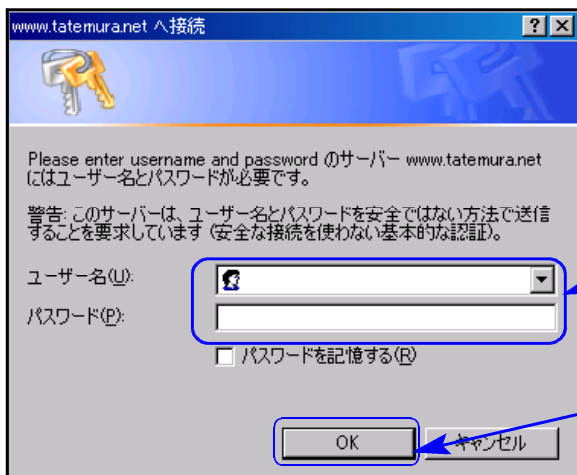 www.tatemura.net へ接続
Please enter username and password のサーバー www.tatemura.net
にはユーザー名とパスワードが必要です。
警告: このサーバーは、ユーザー名とパスワードを安全ではない方法で送信
することを要求しています (安全な接続を使わない基本的な認証)。
ユーザー名(U):
パスワード(P):
パスワードを記憶する(R)
OK キャンセル